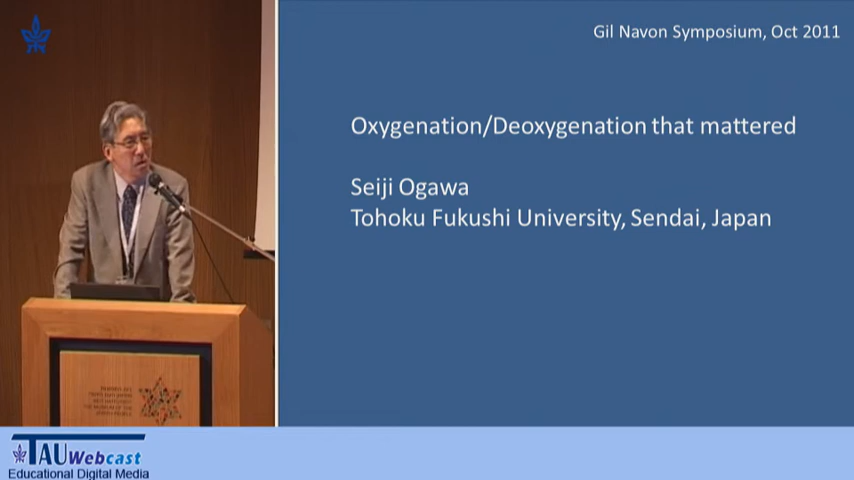 Gil Navon Symposium, Oct 2011
Oxygenation/Deoxygenation that mattered
Seiji Ogawa
Tohoku Fukushi University, Sendai, Japan
TAUWebcast
Educational Digital Media